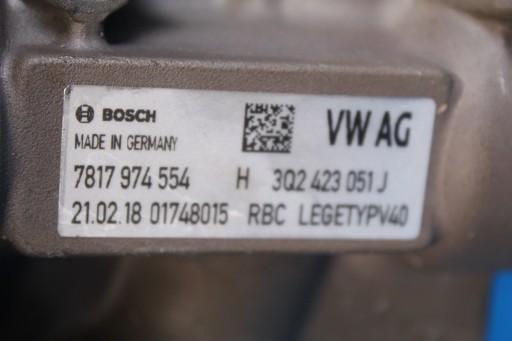 BOSCH VW AG
MADE IN GERMANY
7817 974 554 H 3Q2 423 051 J
21.02.18 01748015 RBC LEGETYPV40